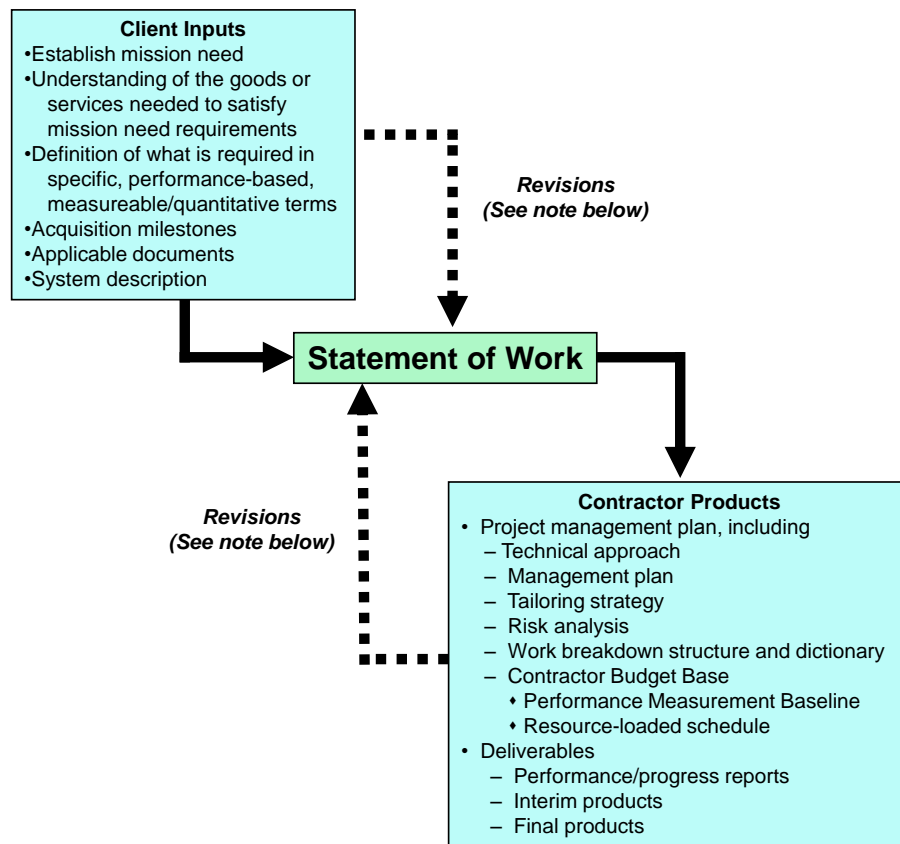 Client Inputs
•Establish mission need
•Understanding of the goods or
services needed to satisfy
mission need requirements
•Definition of what is required in
specific, performance-based,
measureable/quantitative terms
•Acquisition milestones
•Applicable documents
•System description
Revisions
(See note below)
Statement of Work
Revisions
(See note below)
Contractor Products
• Project management plan, including
– Technical approach
– Management plan
– Tailoring strategy
– Risk analysis
– Work breakdown structure and dictionary
– Contractor Budget Base
♦ Performance Measurement Baseline
♦ Resource-loaded schedule
• Deliverables
– Performance/progress reports
– Interim products
– Final products